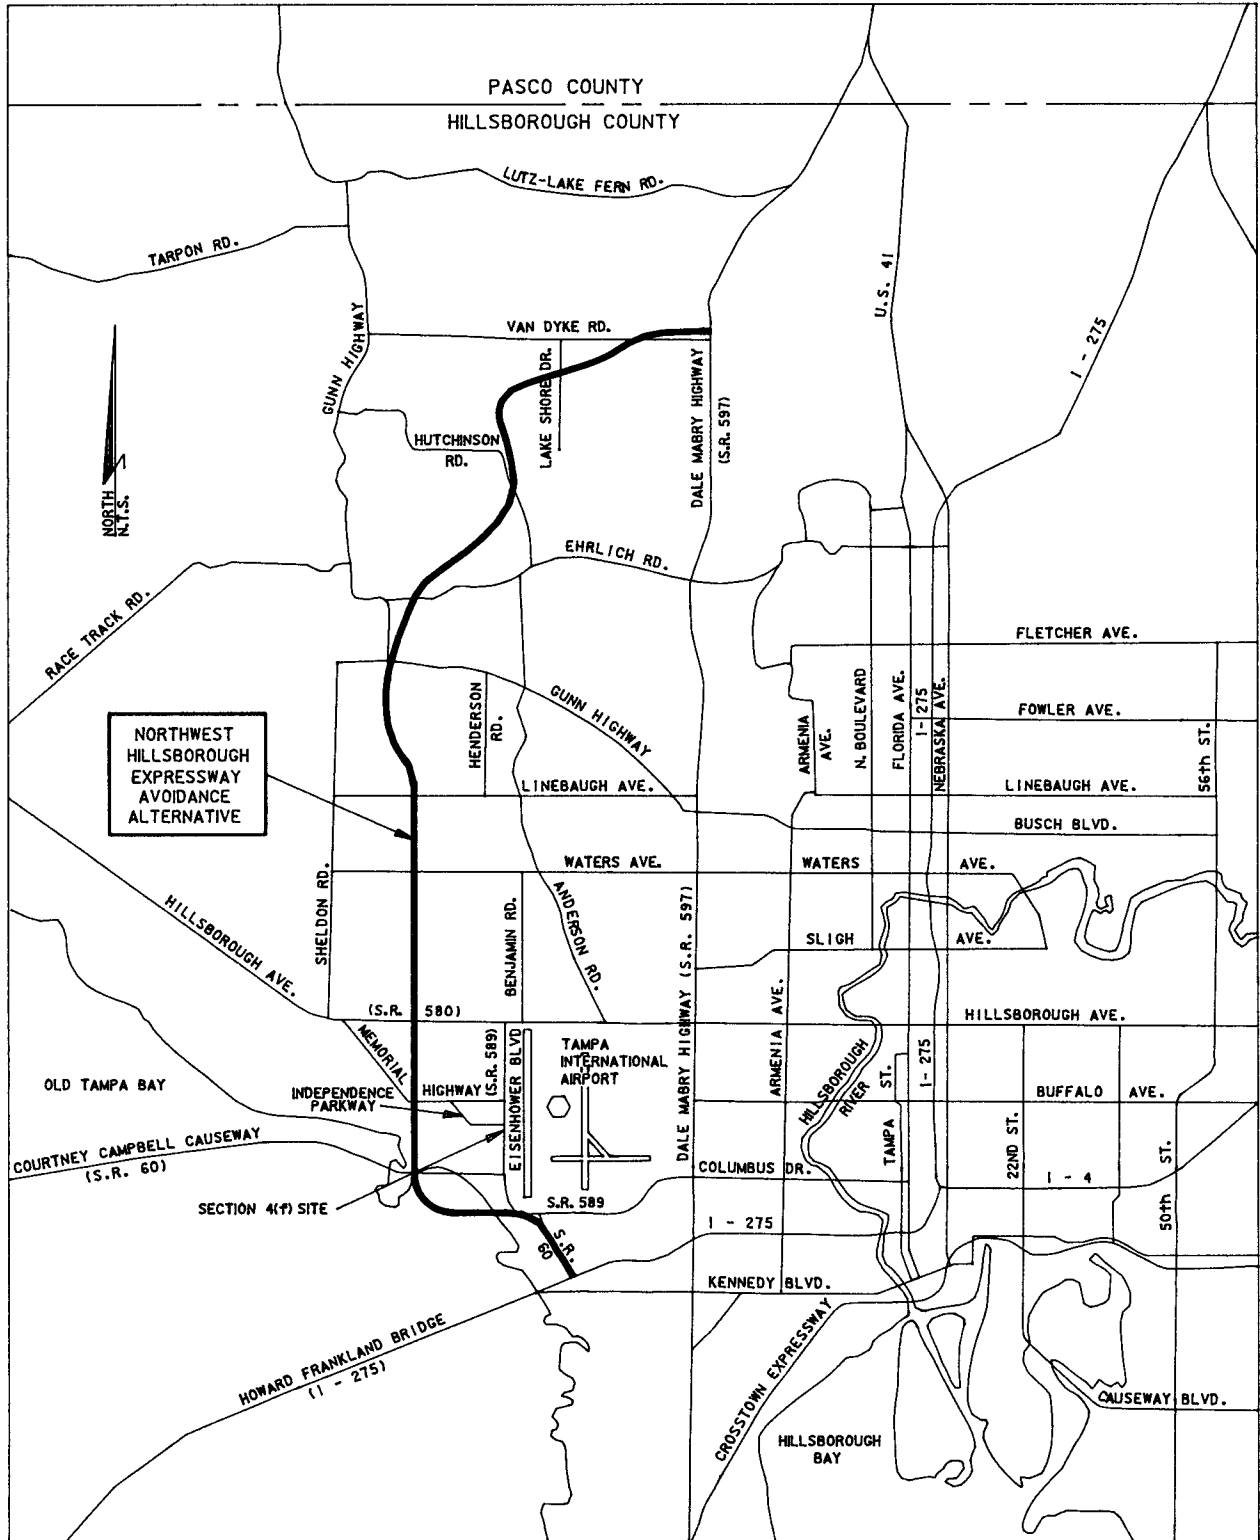 PASCO COUNTY
HILLSBOROUGH COUNTY
LUTZ-LAKE FERN RD.
TARPON RD.
U.S. 41
I - 275
GUNN HIGHWAY
VAN DYKE RD.
LAKE SHORE DR.
DALE MABRY HIGHWAY
(S.R. 597)
HUTCHINSON
RD.
NORTH
N.T.S.
EHRLICH RD.
RACE TRACK RD.
FLETCHER AVE.
HENDERSON
RD.
GUNN HIGHWAY
ARMENIA
AVE.
N. BOULEVARD
FLORIDA AVE.
I - 275
NEBRASKA AVE.
FOWLER AVE.
56th ST.
NORTHWEST
HILLSBOROUGH
EXPRESSWAY
AVOIDANCE
ALTERNATIVE
LINEBAUGH AVE.
LINEBAUGH AVE.
BUSCH BLVD.
WATERS AVE.
WATERS AVE.
SHELDON RD.
HILLSBOROUGH AVE.
BENJAMIN RD.
ANDERSON RD.
DALE MABRY HIGHWAY (S.R. 597)
SLIGH AVE.
(S.R. 580)
HILLSBOROUGH AVE.
ARMENIA AVE.
MEMORIAL
HIGHWAY
(S.R. 589)
EISENHOWER BLVD
TAMPA
INTERNATIONAL
AIRPORT
HILLSBOROUGH
RIVER
TAMPA ST.
I - 275
OLD TAMPA BAY
INDEPENDENCE
PARKWAY
BUFFALO AVE.
22ND ST.
50th ST.
COURTNEY CAMPBELL CAUSEWAY
(S.R. 60)
COLUMBUS DR.
I - 4
SECTION 4(f) SITE
S.R. 589
S.R.
60
I - 275
KENNEDY BLVD.
HOWARD FRANKLAND BRIDGE
(I - 275)
CROSSTOWN EXPRESSWAY
CAUSEWAY BLVD.
HILLSBOROUGH
BAY